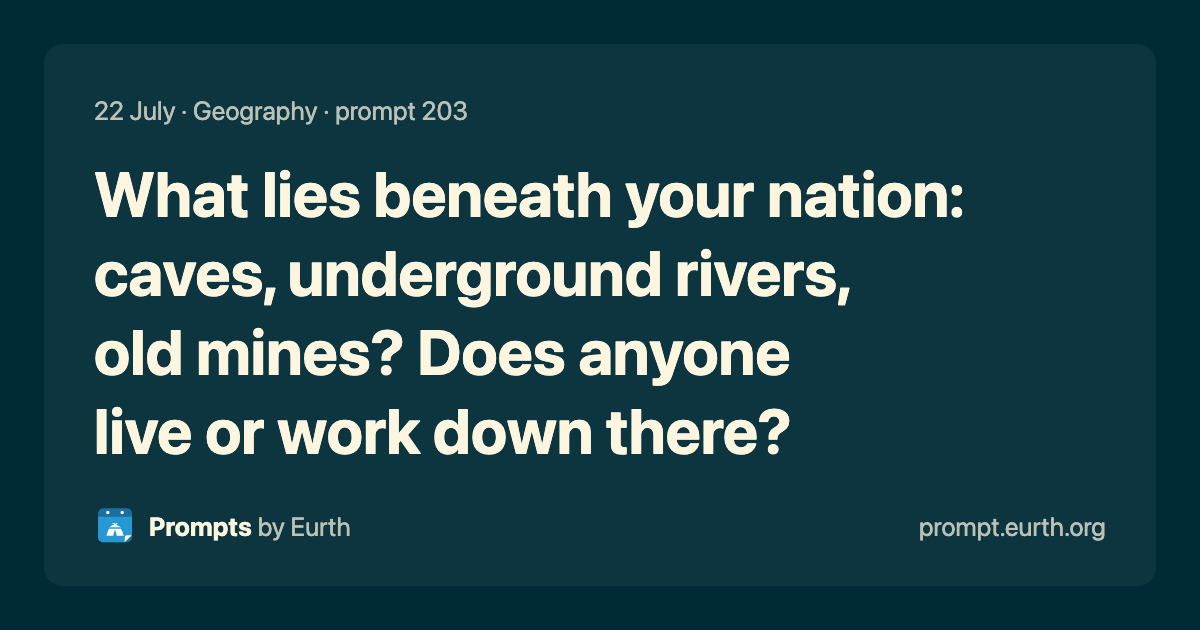 22 July · Geography · prompt 203
What lies beneath your nation:
caves, underground rivers,
old mines? Does anyone
live or work down there?
Prompts by Eurth
prompt.eurth.org